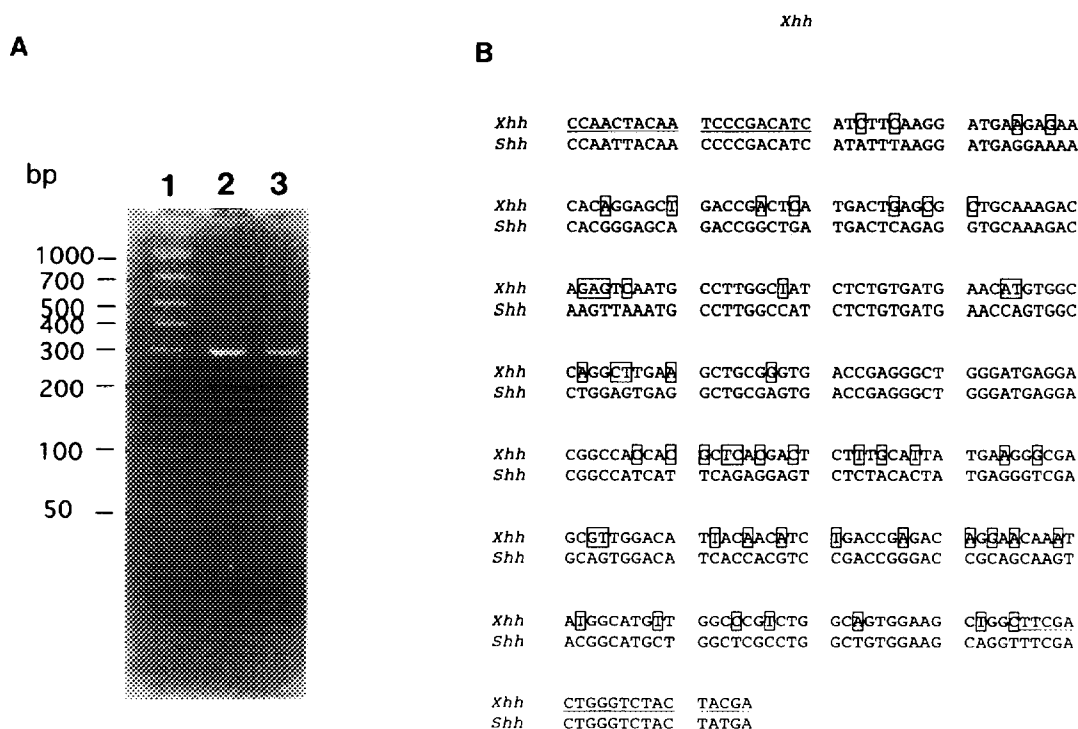 Xhh
A
B
bp
1 2 3
1000
700
500
400
300
200
100
50
Xhh CCAACTACAA TCCCGACATC ATCTTCAAGG ATGAAGAGAA
Shh CCAATTACAA CCCCGACATC ATATTTAAGG ATGAGGAAAA
Xhh CACAGGAGCT GACCGACTCA TGACTGAGCG CTGCAAAGAC
Shh CACGGGAGCA GACCGGCTGA TGACTCAGAG GTGCAAAGAC
Xhh AGAGTCAATG CCTTGGCTAT CTCTGTGATG AACATGTGGC
Shh AAGTTAAATG CCTTGGCCAT CTCTGTGATG AACCAGTGGC
Xhh CAGGCTTGAA GCTGCGGGTG ACCGAGGGCT GGGATGAGGA
Shh CTGGAGTGAG GCTGCGAGTG ACCGAGGGCT GGGATGAGGA
Xhh CGGCCACCAC GCTCACGACT CTTTGCATTA TGAAGGGCGA
Shh CGGCCATCAT TCAGAGGAGT CTCTACACTA TGAGGGTCGA
Xhh GCGTTGGACA TTACAACATC TGACCGAGAC AGGAACAAAT
Shh GCAGTGGACA TCACCACGTC CGACCGGGAC CGCAGCAAGT
Xhh ATGGCATGTT GGCCCGTCTG GCAGTGGAAG CTGGCTTCGA
Shh ACGGCATGCT GGCTCGCCTG GCTGTGGAAG CAGGTTTCGA
Xhh CTGGGTCTAC TACGA
Shh CTGGGTCTAC TATGA